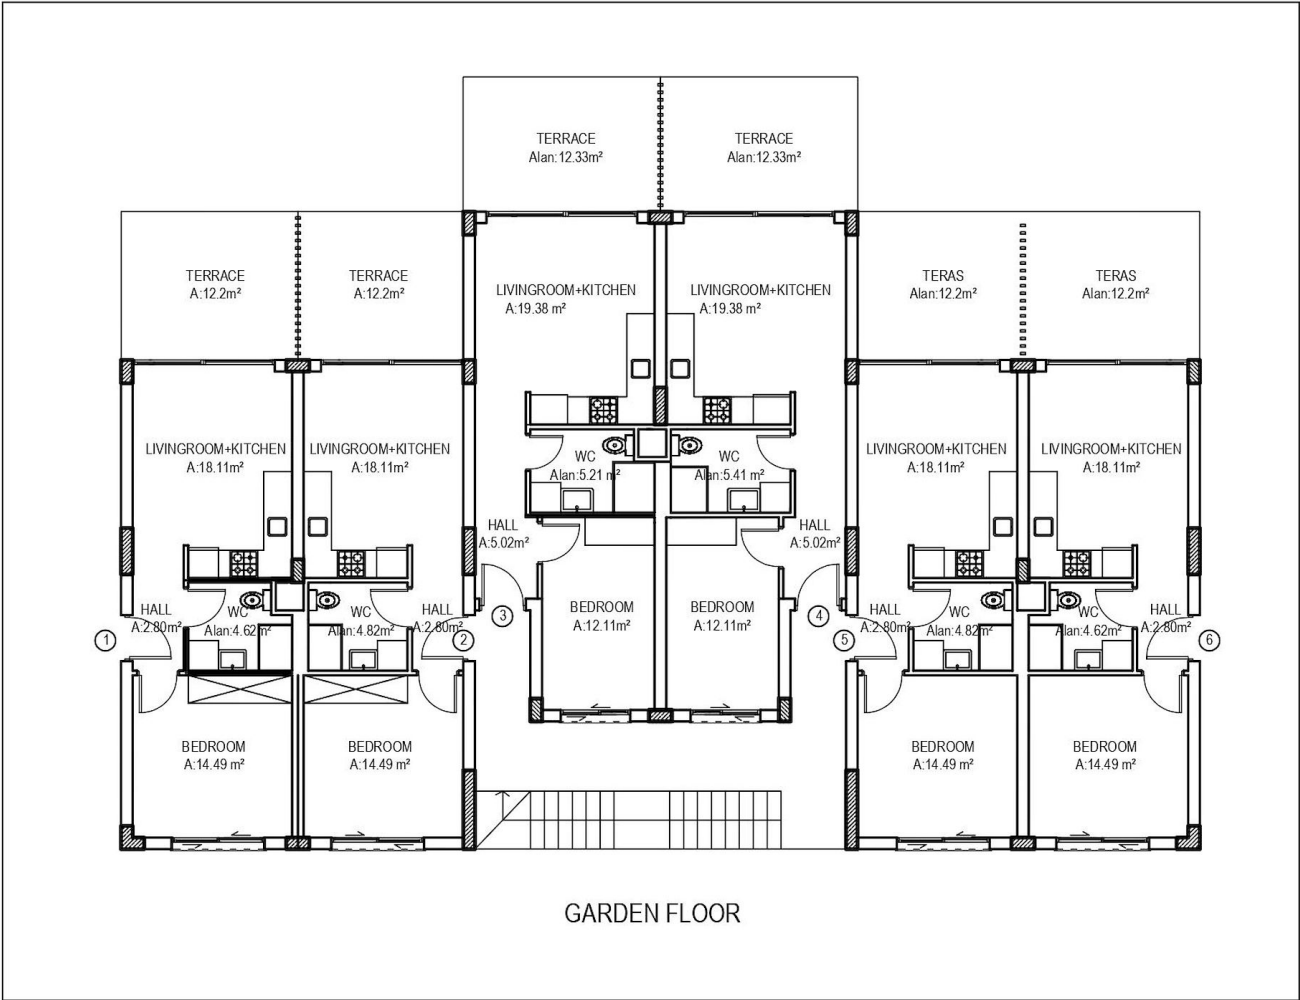 TERRACE
Alan:12.33m²
TERRACE
Alan:12.33m²
TERRACE
A:12.2m²
TERRACE
A:12.2m²
TERAS
Alan:12.2m²
TERAS
Alan:12.2m²
LIVINGROOM+KITCHEN
A:19.38 m²
LIVINGROOM+KITCHEN
A:19.38 m²
LIVINGROOM+KITCHEN
A:18.11m²
LIVINGROOM+KITCHEN
A:18.11m²
LIVINGROOM+KITCHEN
A:18.11m²
LIVINGROOM+KITCHEN
A:18.11m²
WC
Alan:5.21 m²
WC
Alan:5.41 m²
HALL
A:5.02m²
HALL
A:5.02m²
BEDROOM
A:12.11m²
BEDROOM
A:12.11m²
HALL
A:2.80m²
WC
Alan:4.62m²
WC
Alan:4.82m²
HALL
A:2.80m²
HALL
A:2.80m²
WC
Alan:4.82m²
WC
Alan:4.62m²
HALL
A:2.80m²
1
2
3
4
5
6
BEDROOM
A:14.49 m²
BEDROOM
A:14.49 m²
BEDROOM
A:14.49 m²
BEDROOM
A:14.49 m²
GARDEN FLOOR